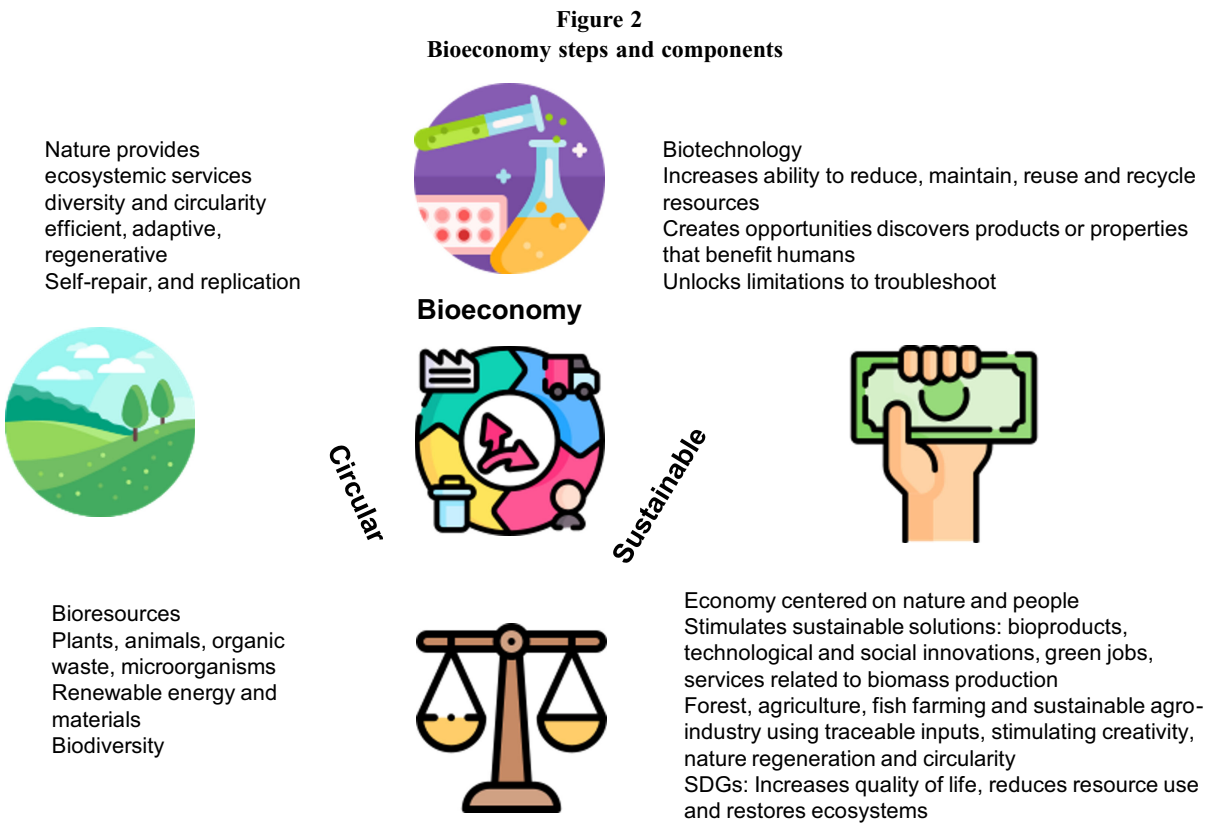 Figure 2
Bioeconomy steps and components
Nature provides
ecosystemic services
diversity and circularity
efficient, adaptive,
regenerative
Self-repair, and replication
Biotechnology
Increases ability to reduce, maintain, reuse and recycle
resources
Creates opportunities discovers products or properties
that benefit humans
Unlocks limitations to troubleshoot
Bioeconomy
Circular
Sustainable
Bioresources
Plants, animals, organic
waste, microorganisms
Renewable energy and
materials
Biodiversity
Economy centered on nature and people
Stimulates sustainable solutions: bioproducts,
technological and social innovations, green jobs,
services related to biomass production
Forest, agriculture, fish farming and sustainable agro-
industry using traceable inputs, stimulating creativity,
nature regeneration and circularity
SDGs: Increases quality of life, reduces resource use
and restores ecosystems